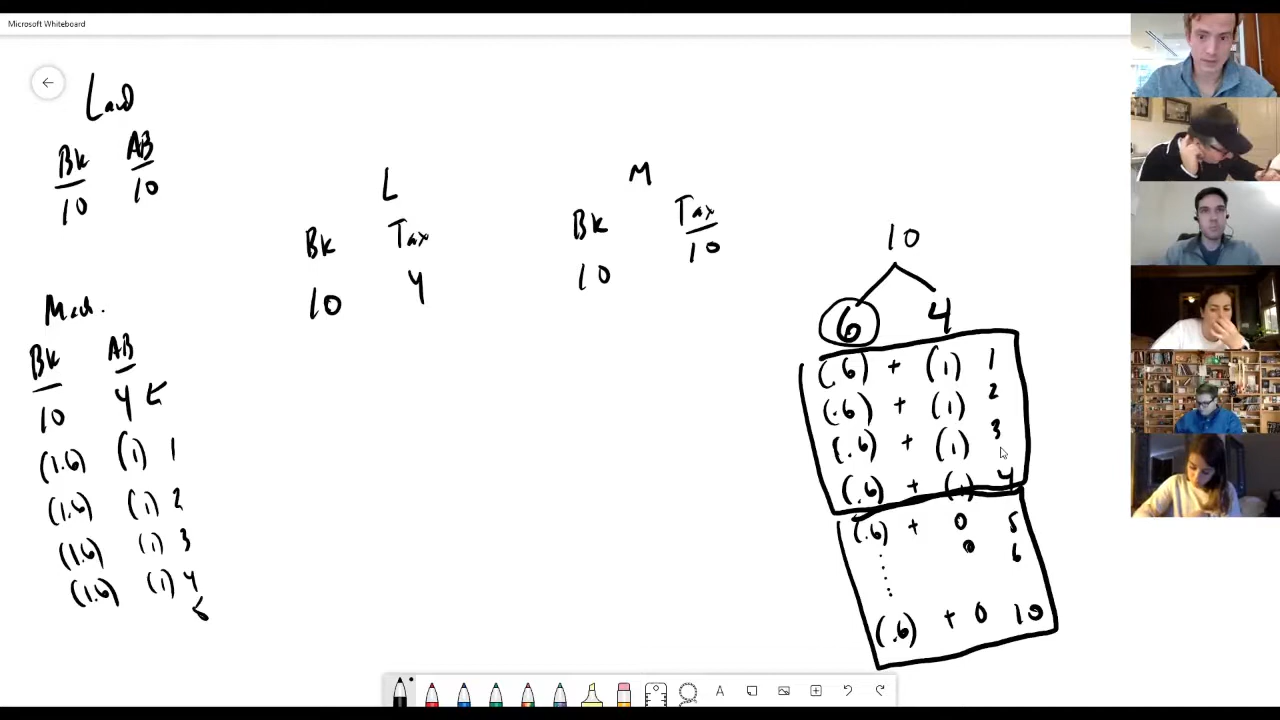 Microsoft Whiteboard
Land
Bk AB
10 10
Mach.
Bk AB
10 4
(1.6) (1) 1
(1.6) (1) 2
(1.6) (1) 3
(1.6) (1) 4
5
L
Bk Tax
10 4
M
Bk Tax
10 10
10
6 4
(.6) + (1) 1
(.6) + (1) 2
(.6) + (1) 3
(.6) + (1) 4
(.6) + 0 5
0 6
(.6) + 0 10
A